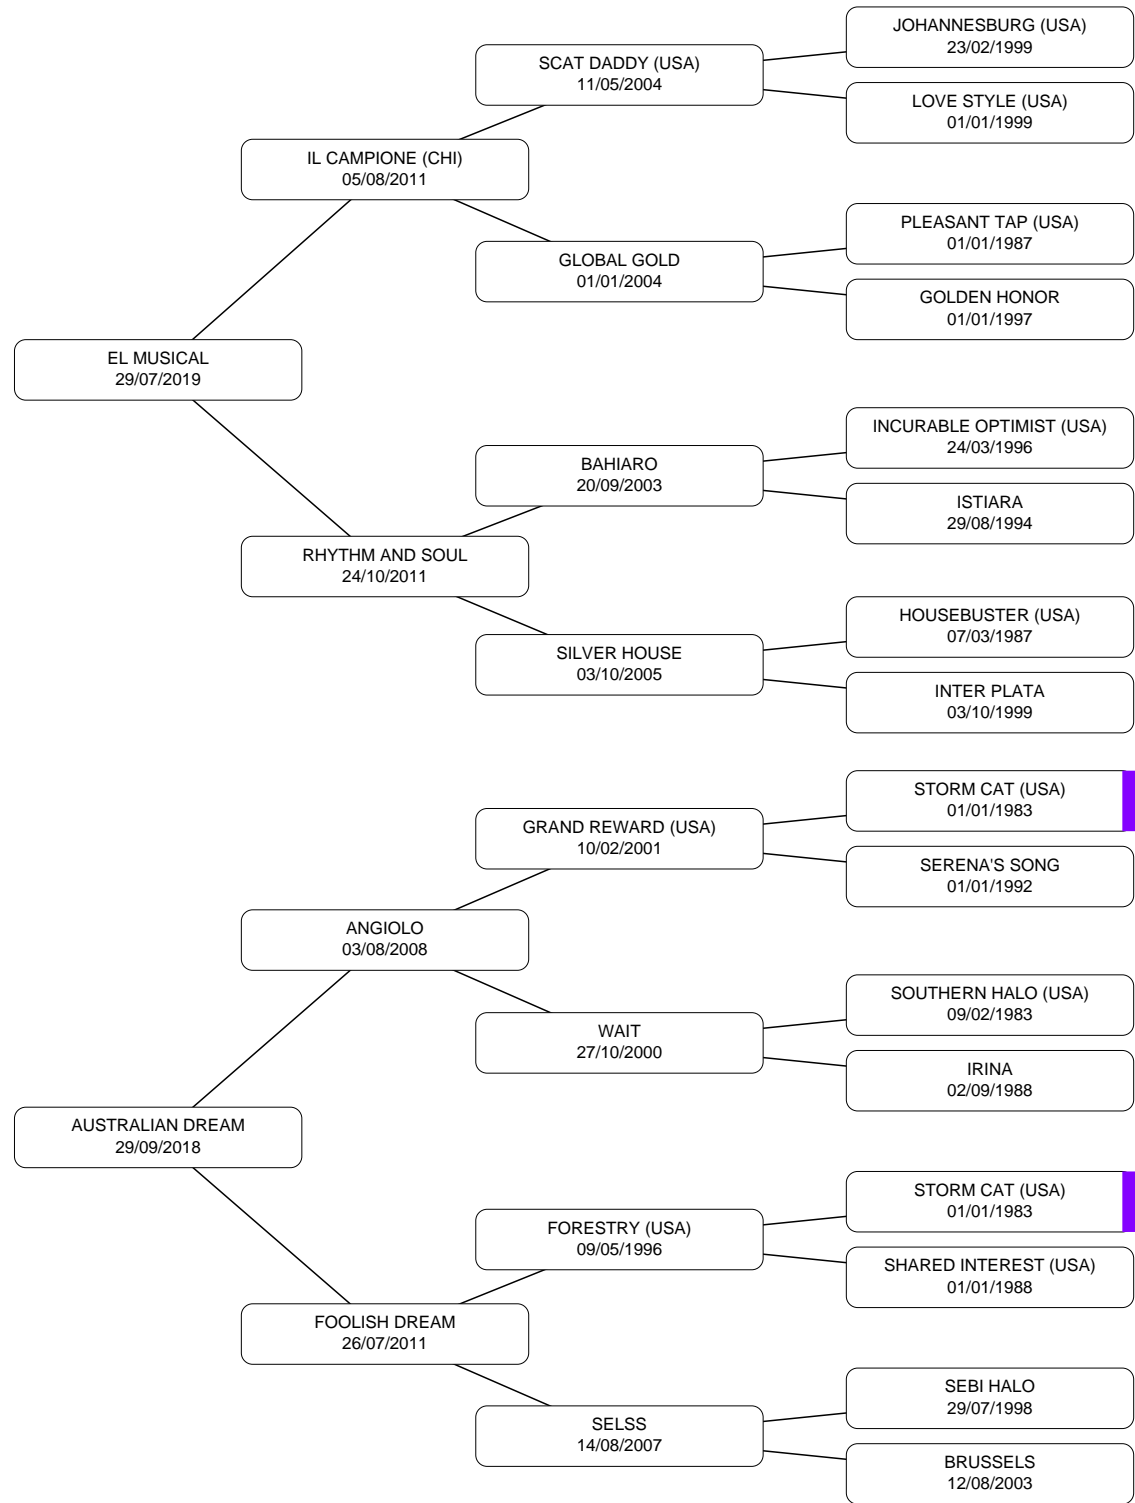 JOHANNESBURG (USA)
23/02/1999
SCAT DADDY (USA)
11/05/2004
LOVE STYLE (USA)
01/01/1999
IL CAMPIONE (CHI)
05/08/2011
PLEASANT TAP (USA)
01/01/1987
GLOBAL GOLD
01/01/2004
GOLDEN HONOR
01/01/1997
EL MUSICAL
29/07/2019
INCURABLE OPTIMIST (USA)
24/03/1996
BAHIARO
20/09/2003
ISTIARA
29/08/1994
RHYTHM AND SOUL
24/10/2011
HOUSEBUSTER (USA)
07/03/1987
SILVER HOUSE
03/10/2005
INTER PLATA
03/10/1999
STORM CAT (USA)
01/01/1983
GRAND REWARD (USA)
10/02/2001
SERENA'S SONG
01/01/1992
ANGIOLO
03/08/2008
SOUTHERN HALO (USA)
09/02/1983
WAIT
27/10/2000
IRINA
02/09/1988
AUSTRALIAN DREAM
29/09/2018
STORM CAT (USA)
01/01/1983
FORESTRY (USA)
09/05/1996
SHARED INTEREST (USA)
01/01/1988
FOOLISH DREAM
26/07/2011
SEBI HALO
29/07/1998
SELSS
14/08/2007
BRUSSELS
12/08/2003